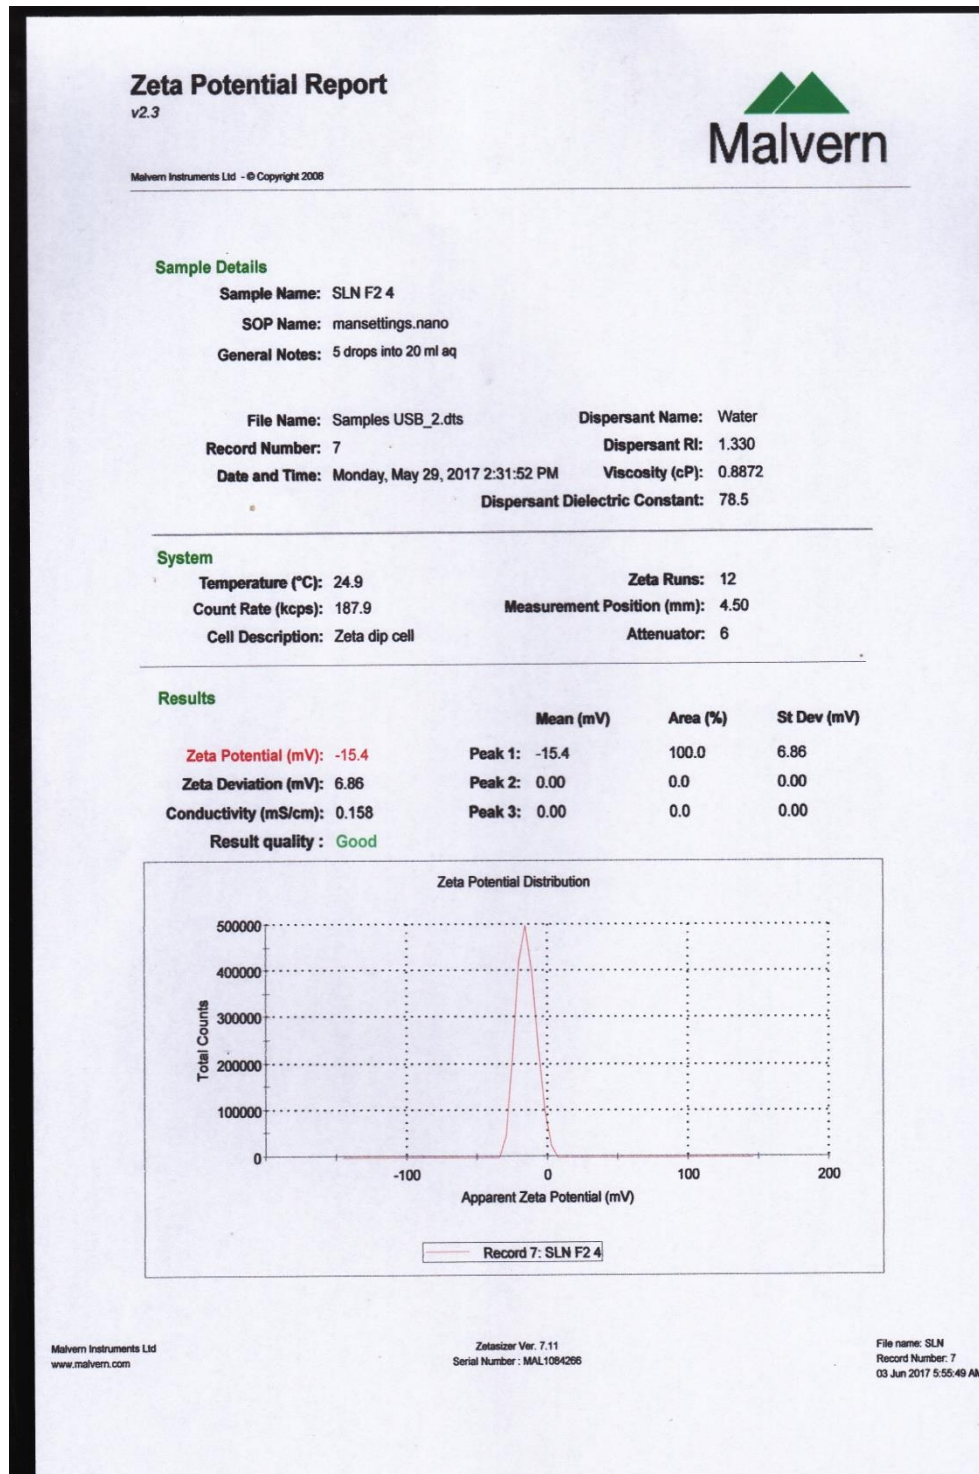 Zeta Potential Report
v2.3
Malvern
Malvern Instruments Ltd - © Copyright 2008
Sample Details
Sample Name: SLN F2 4
SOP Name: mansettings.nano
General Notes: 5 drops into 20 ml aq
File Name: Samples USB_2.dts Dispersant Name: Water
Record Number: 7 Dispersant RI: 1.330
Date and Time: Monday, May 29, 2017 2:31:52 PM Viscosity (cP): 0.8872
Dispersant Dielectric Constant: 78.5
System
Temperature (°C): 24.9 Zeta Runs: 12
Count Rate (kcps): 187.9 Measurement Position (mm): 4.50
Cell Description: Zeta dip cell Attenuator: 6
Results
Mean (mV) Area (%) St Dev (mV)
Zeta Potential (mV): -15.4 Peak 1: -15.4 100.0 6.86
Zeta Deviation (mV): 6.86 Peak 2: 0.00 0.0 0.00
Conductivity (mS/cm): 0.158 Peak 3: 0.00 0.0 0.00
Result quality : Good
Zeta Potential Distribution
500000
400000
300000
200000
100000
0
Total Counts
-100 0 100 200
Apparent Zeta Potential (mV)
Record 7: SLN F2 4
Malvern Instruments Ltd
www.malvern.com
Zetasizer Ver. 7.11
Serial Number : MAL1084266
File name: SLN
Record Number: 7
03 Jun 2017 5:55:49 AM